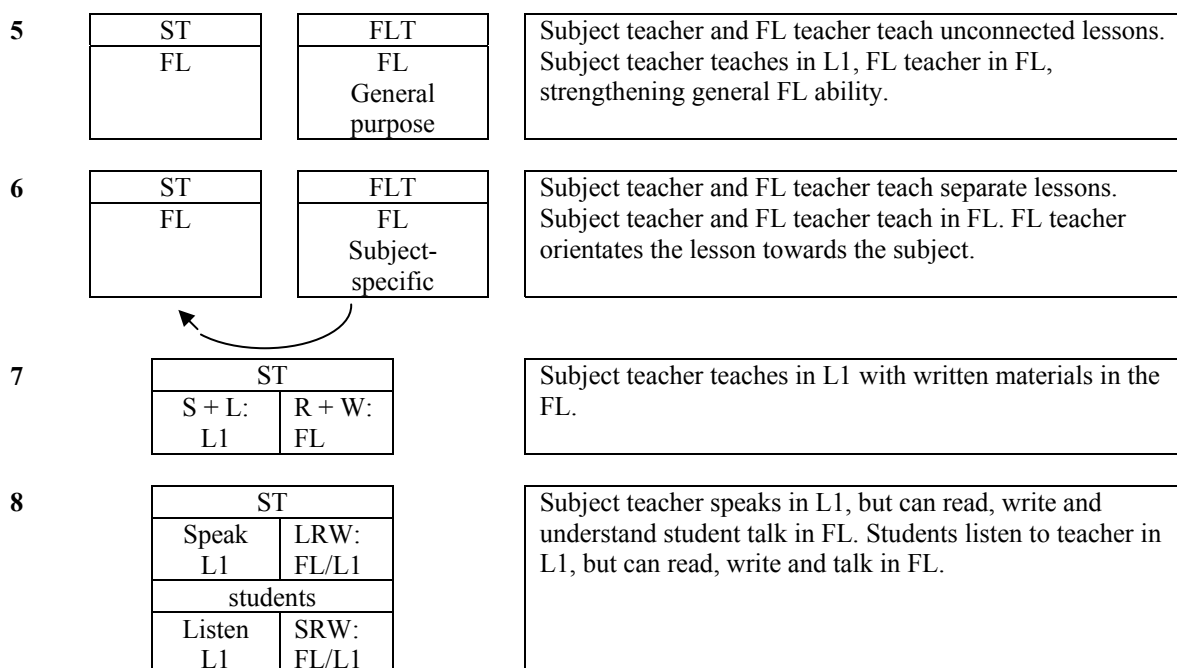 5
ST
FL
FLT
FL
General
purpose
Subject teacher and FL teacher teach unconnected lessons.
Subject teacher teaches in L1, FL teacher in FL,
strengthening general FL ability.
6
ST
FL
FLT
FL
Subject-
specific
Subject teacher and FL teacher teach separate lessons.
Subject teacher and FL teacher teach in FL. FL teacher
orientates the lesson towards the subject.
7
ST
S + L:
L1
R + W:
FL
Subject teacher teaches in L1 with written materials in the
FL.
8
ST
Speak
L1
LRW:
FL/L1
students
Listen
L1
SRW:
FL/L1
Subject teacher speaks in L1, but can read, write and
understand student talk in FL. Students listen to teacher in
L1, but can read, write and talk in FL.